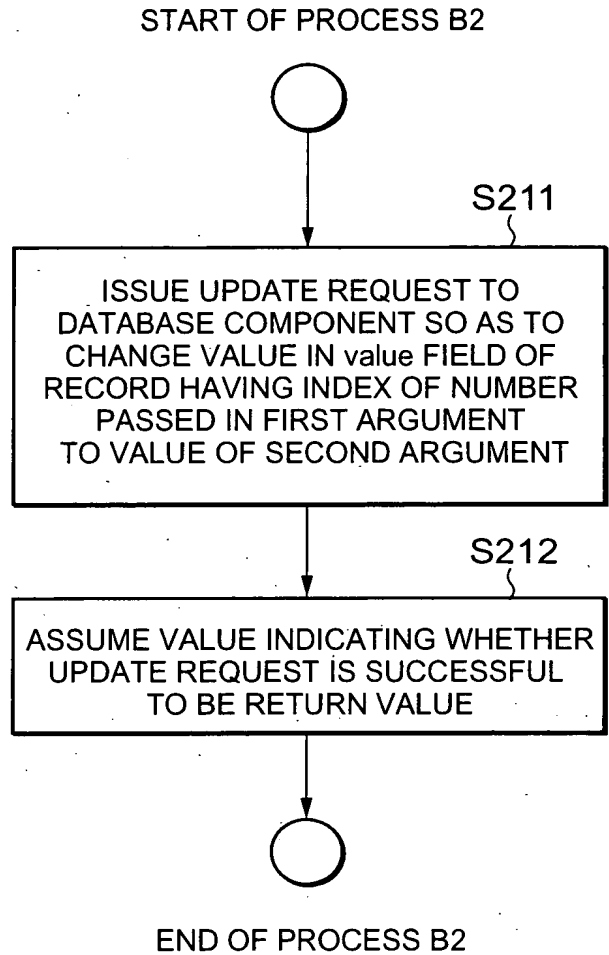 START OF PROCESS B2
S211
ISSUE UPDATE REQUEST TO
DATABASE COMPONENT SO AS TO
CHANGE VALUE IN value FIELD OF
RECORD HAVING INDEX OF NUMBER
PASSED IN FIRST ARGUMENT
TO VALUE OF SECOND ARGUMENT
S212
ASSUME VALUE INDICATING WHETHER
UPDATE REQUEST IS SUCCESSFUL
TO BE RETURN VALUE
END OF PROCESS B2